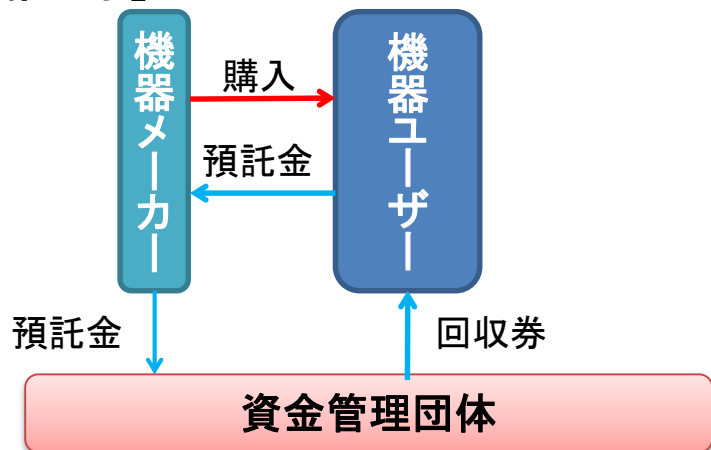 機器メーカー
購入
預託金
機器ユーザー
預託金
回収券
資金管理団体